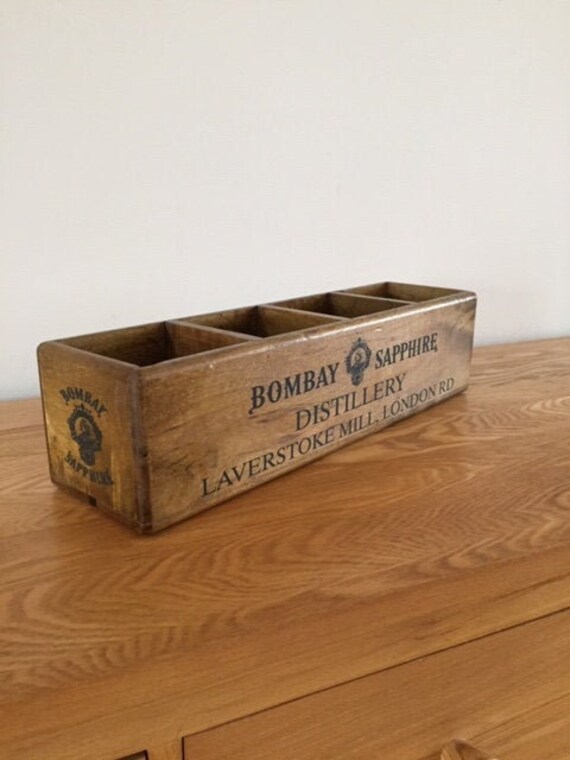 BOMBAY
SAPPHIRE
BOMBAY SAPPHIRE
DISTILLERY
LAVERSTOKE MILL, LONDON RD